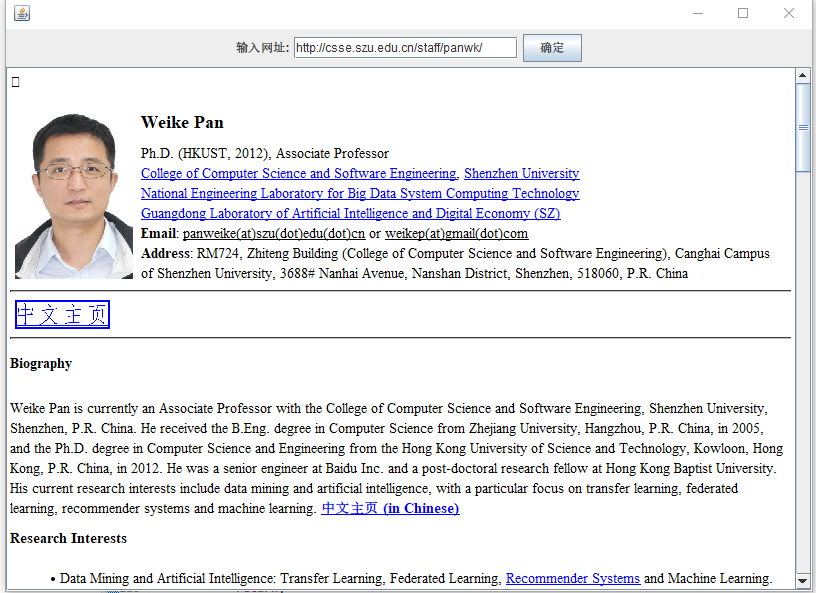 输入网址: http://csse.szu.edu.cn/staff/panwk/ 确定
Weike Pan
Ph.D. (HKUST, 2012), Associate Professor
College of Computer Science and Software Engineering, Shenzhen University
National Engineering Laboratory for Big Data System Computing Technology
Guangdong Laboratory of Artificial Intelligence and Digital Economy (SZ)
Email: panweike(at)szu(dot)edu(dot)cn or weikep(at)gmail(dot)com
Address: RM724, Zhiteng Building (College of Computer Science and Software Engineering), Canghai Campus
of Shenzhen University, 3688# Nanhai Avenue, Nanshan District, Shenzhen, 518060, P.R. China
中文主页
Biography
Weike Pan is currently an Associate Professor with the College of Computer Science and Software Engineering, Shenzhen University,
Shenzhen, P.R. China. He received the B.Eng. degree in Computer Science from Zhejiang University, Hangzhou, P.R. China, in 2005,
and the Ph.D. degree in Computer Science and Engineering from the Hong Kong University of Science and Technology, Kowloon, Hong
Kong, P.R. China, in 2012. He was a senior engineer at Baidu Inc. and a post-doctoral research fellow at Hong Kong Baptist University.
His current research interests include data mining and artificial intelligence, with a particular focus on transfer learning, federated
learning, recommender systems and machine learning. 中文主页 (in Chinese)
Research Interests
• Data Mining and Artificial Intelligence: Transfer Learning, Federated Learning, Recommender Systems and Machine Learning.